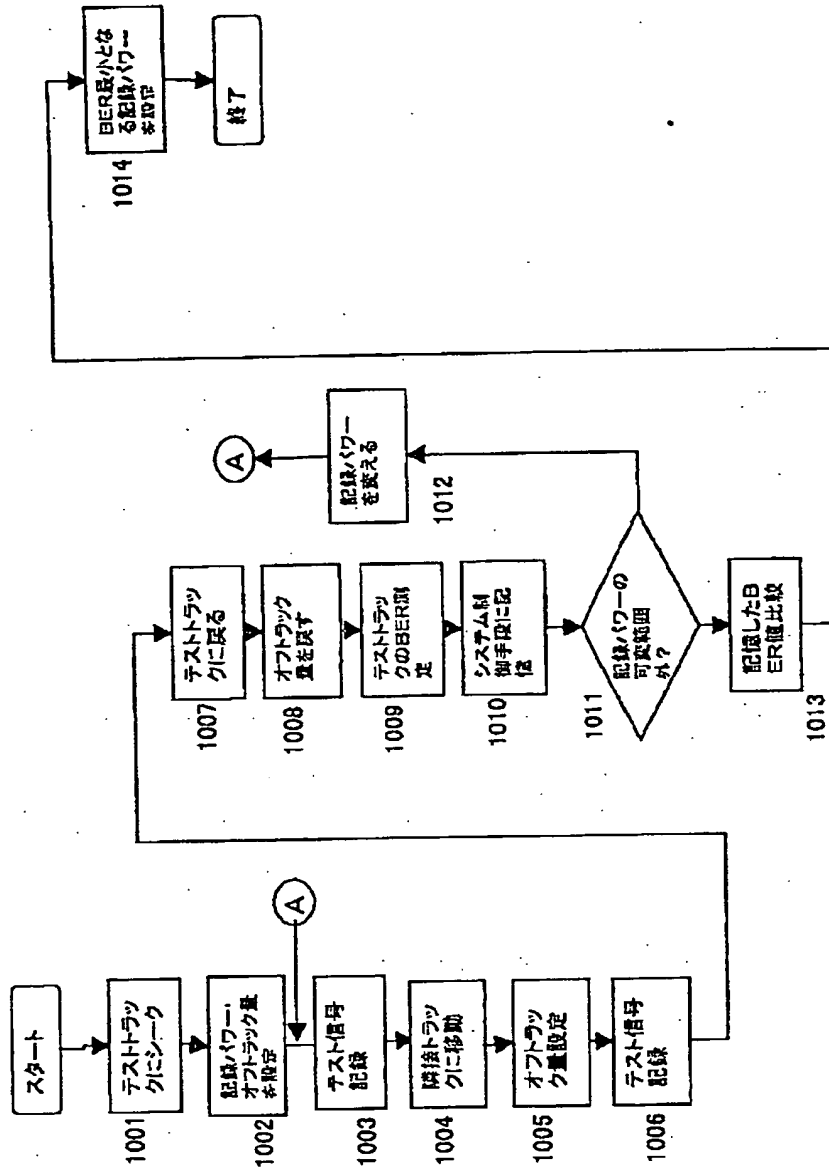 スタート
テストトラッ
クにシーク
1001
記録パワー・
オフトラック量
を設定
1002
A
テスト信号
記録
1003
隣接トラッ
クに移動
1004
オフトラッ
ク量設定
1005
テスト信号
記録
1006
テストトラッ
クに戻る
1007
オフトラック
量を戻す
1008
テストトラッ
クのBER測
定
1009
システム制
御手段に記
憶
1010
記録パワーの
可変範囲
外?
1011
記録パワー
を変える
1012
A
記憶したB
ER値比較
1013
BER最小とな
る記録パワー
を設定
1014
終了